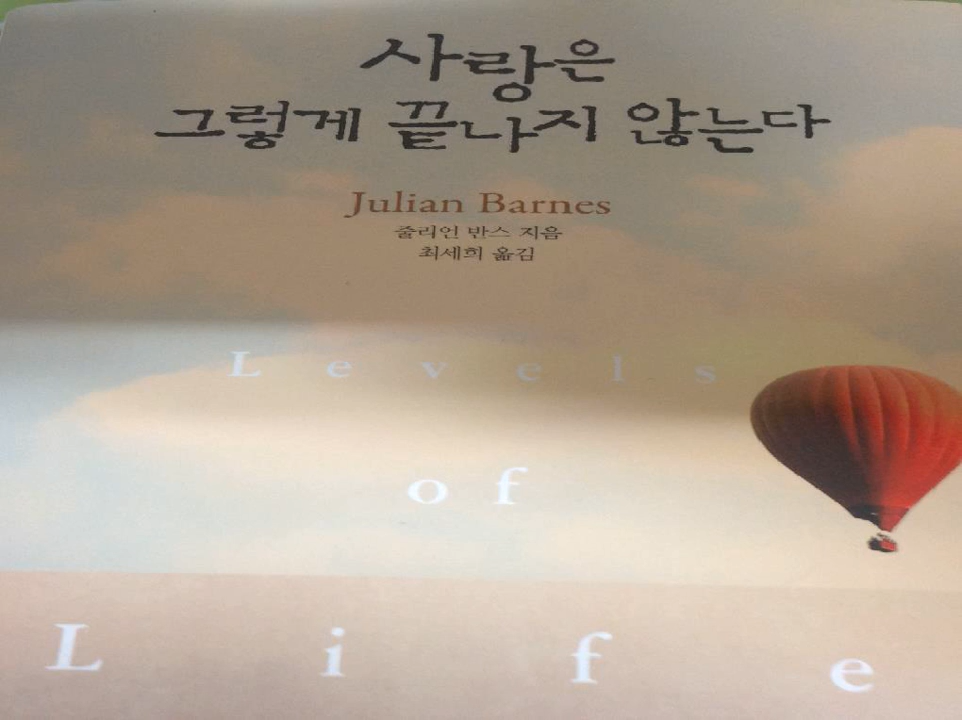 사랑은
그렇게 끝나지 않는다
Julian Barnes
줄리언 반스 지음
최세희 옮김
Levels
of
Life